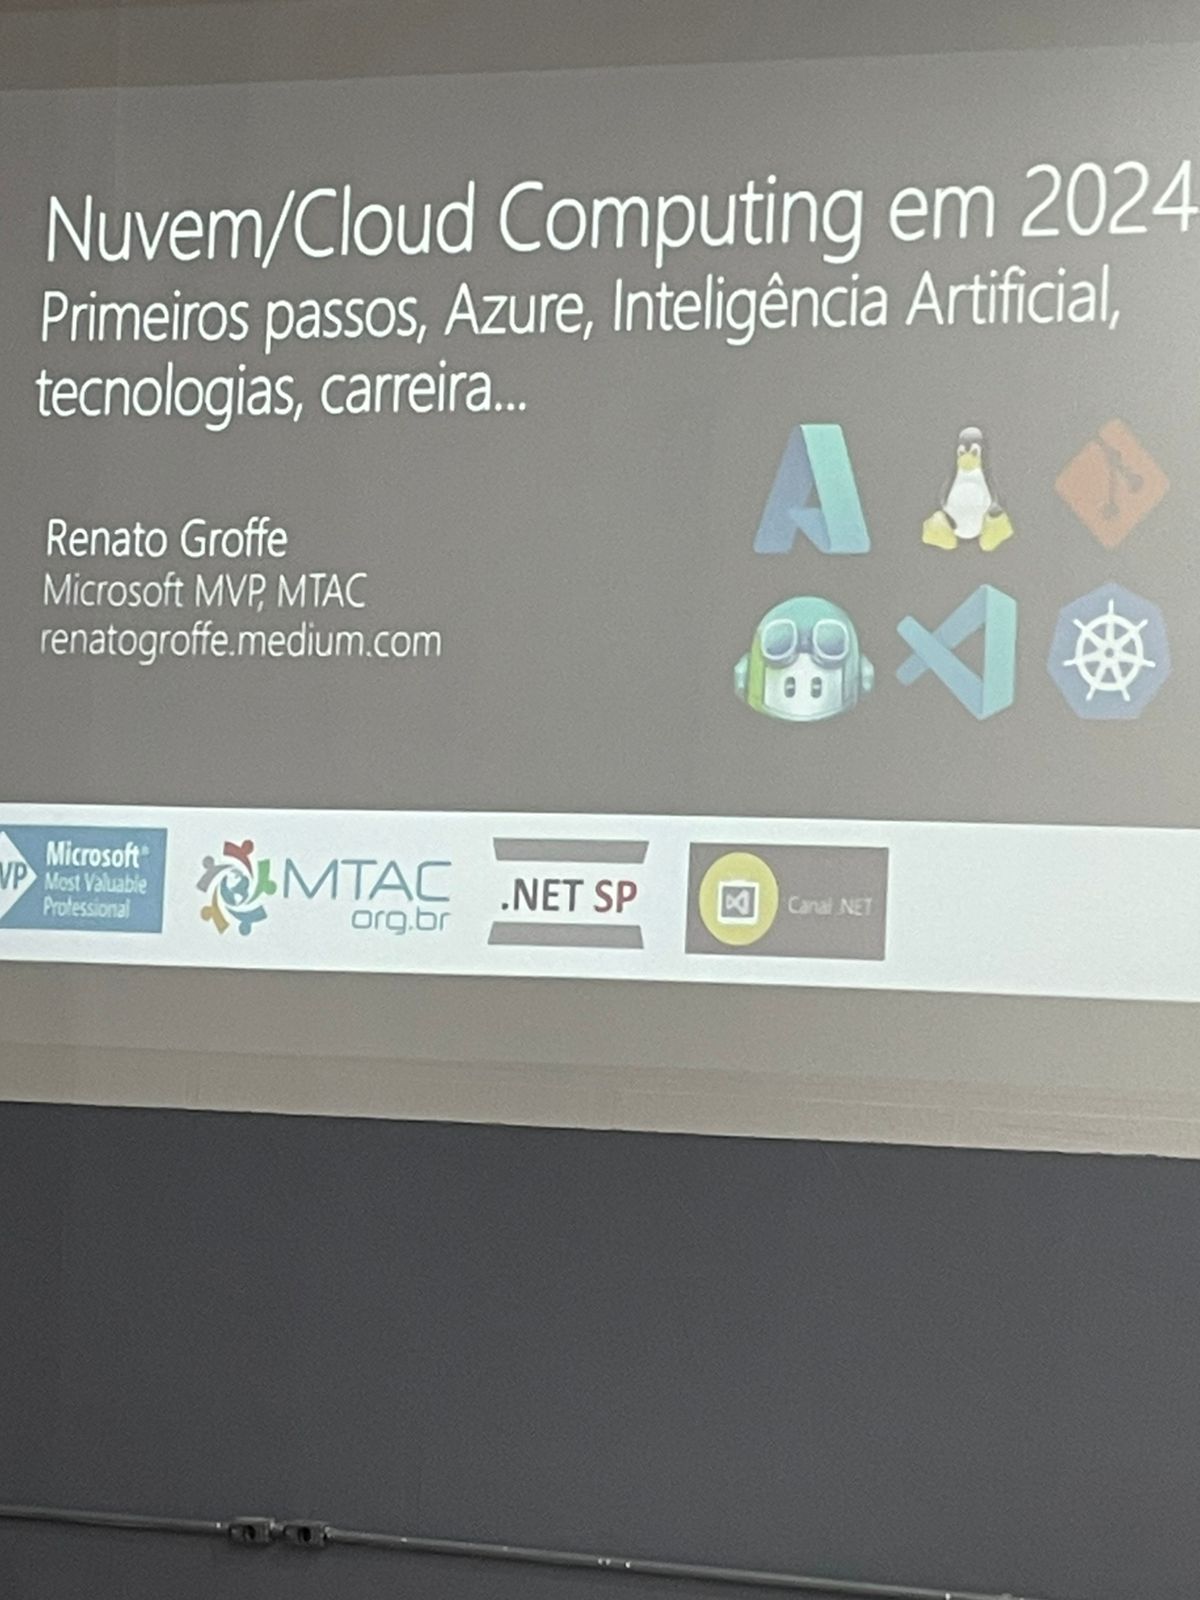 Nuvem/Cloud Computing em 2024
Primeiros passos, Azure, Inteligência Artificial,
tecnologias, carreira...
Renato Groffe
Microsoft MVP, MTAC
renatogroffe.medium.com
VP
Microsoft®
Most Valuable
Professional
MTAC
org.br
.NET SP
Canal .NET